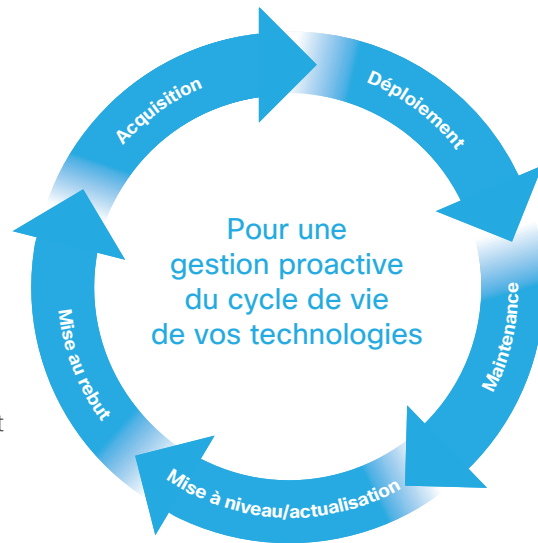 Acquisition
Déploiement
Pour une
gestion proactive
du cycle de vie
de vos technologies
Maintenance
Mise au rebut
Mise à niveau/actualisation
t